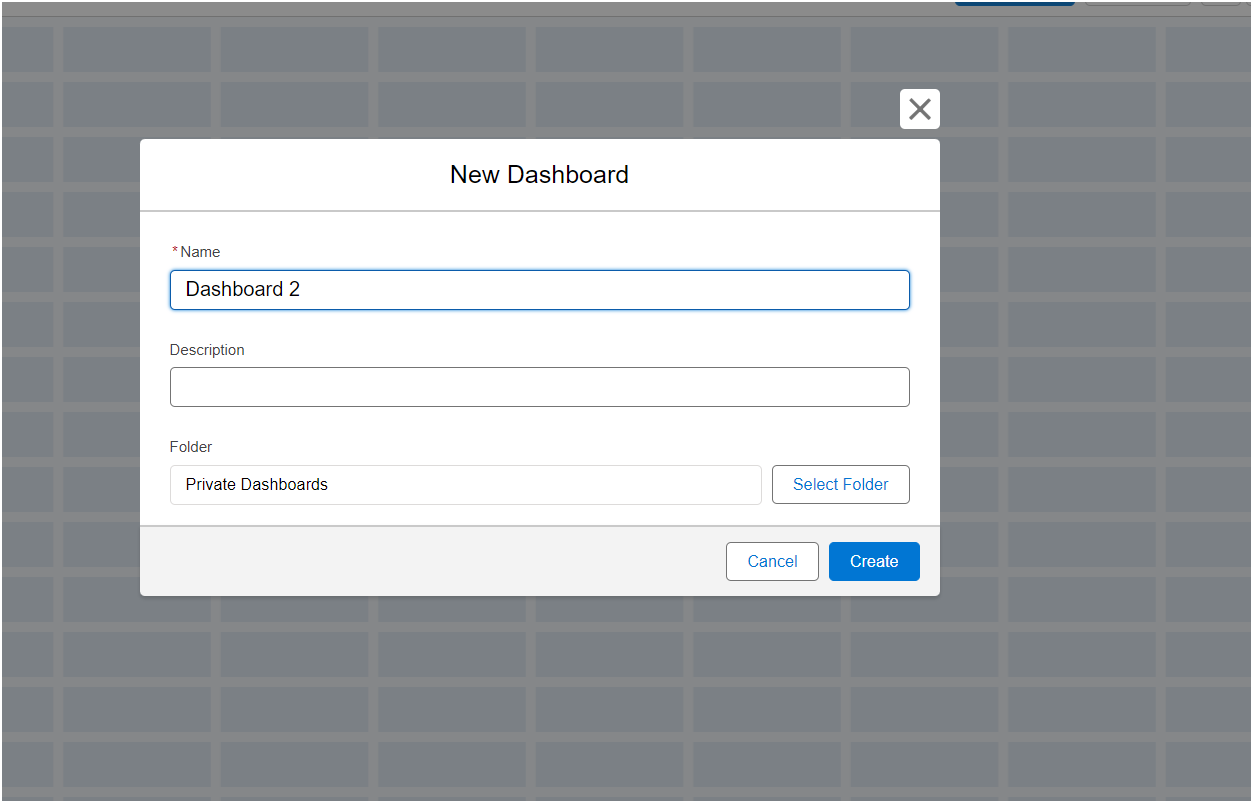 New Dashboard
*Name
Dashboard 2
Description
Folder
Private Dashboards
Select Folder
Cancel
Create